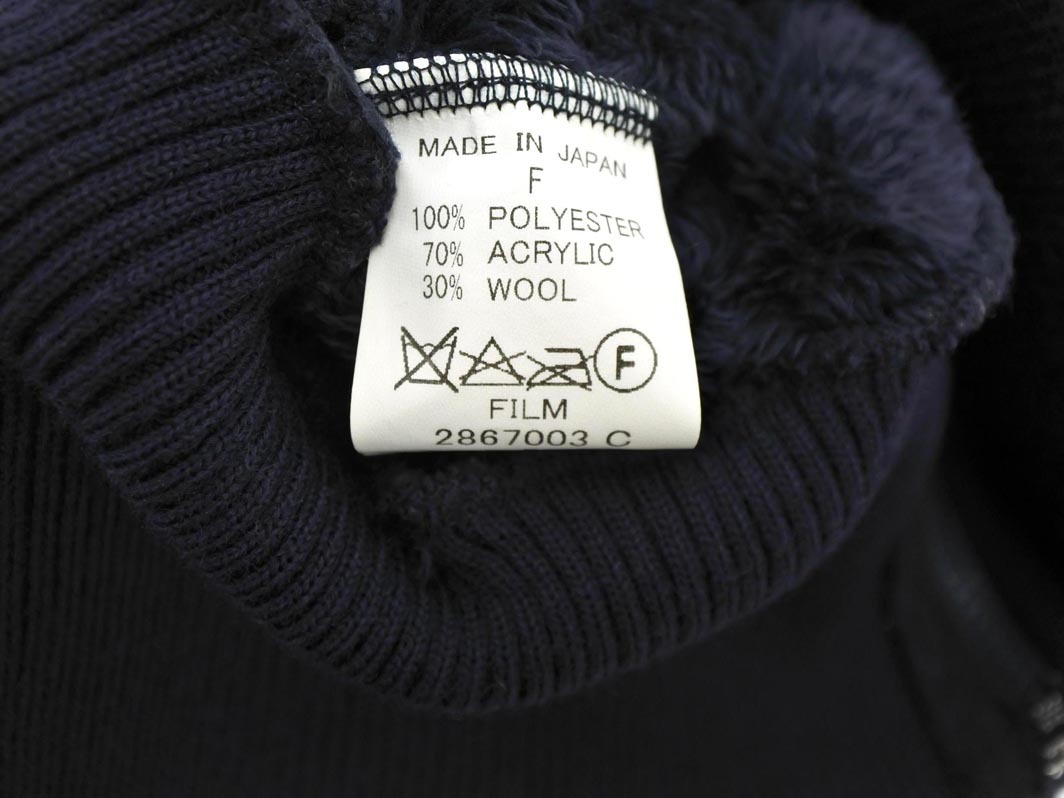 MADE IN JAPAN
F
100% POLYESTER
70% ACRYLIC
30% WOOL
F
FILM
2867003 C